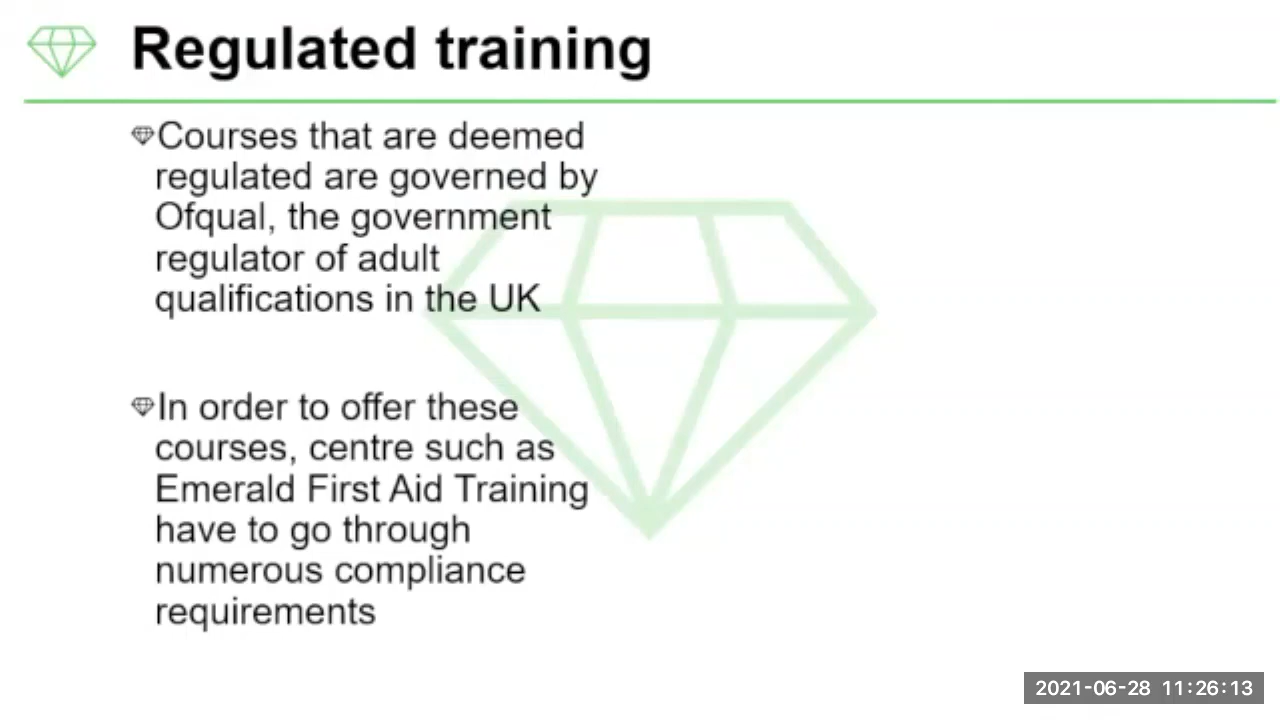 Regulated training
Courses that are deemed
regulated are governed by
Ofqual, the government
regulator of adult
qualifications in the UK
In order to offer these
courses, centre such as
Emerald First Aid Training
have to go through
numerous compliance
requirements
2021-06-28 11:26:13